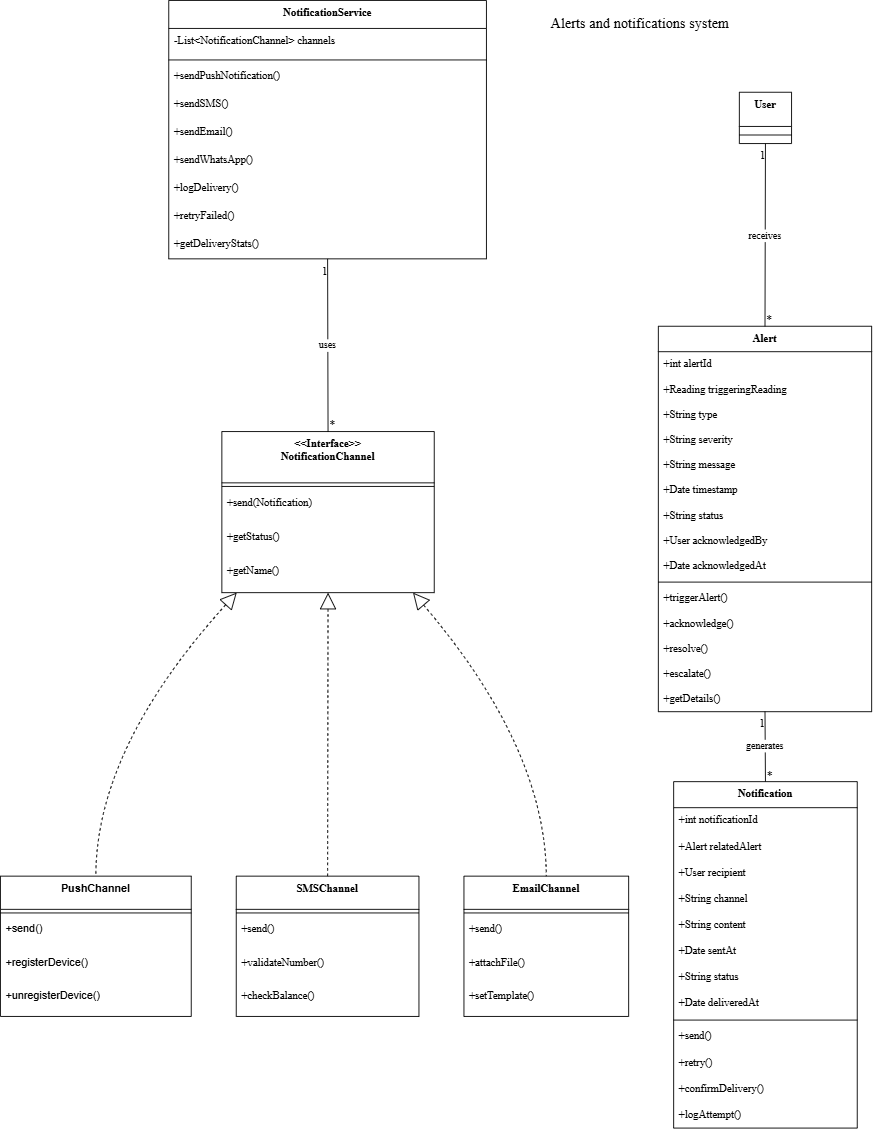 Alerts and notifications system
NotificationService
-List<NotificationChannel> channels
+sendPushNotification()
+sendSMS()
+sendEmail()
+sendWhatsApp()
+logDelivery()
+retryFailed()
+getDeliveryStats()
1
uses
*
<<Interface>>
NotificationChannel
+send(Notification)
+getStatus()
+getName()
PushChannel
+send()
+registerDevice()
+unregisterDevice()
SMSChannel
+send()
+validateNumber()
+checkBalance()
EmailChannel
+send()
+attachFile()
+setTemplate()
User
1
receives
*
Alert
+int alertId
+Reading triggeringReading
+String type
+String severity
+String message
+Date timestamp
+String status
+User acknowledgedBy
+Date acknowledgedAt
+triggerAlert()
+acknowledge()
+resolve()
+escalate()
+getDetails()
1
generates
*
Notification
+int notificationId
+Alert relatedAlert
+User recipient
+String channel
+String content
+Date sentAt
+String status
+Date deliveredAt
+send()
+retry()
+confirmDelivery()
+logAttempt()